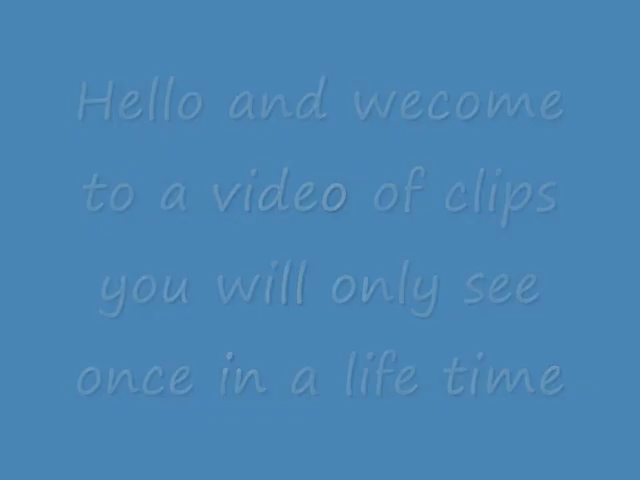 Hello and wecome
to a video of clips
you will only see
once in a life time